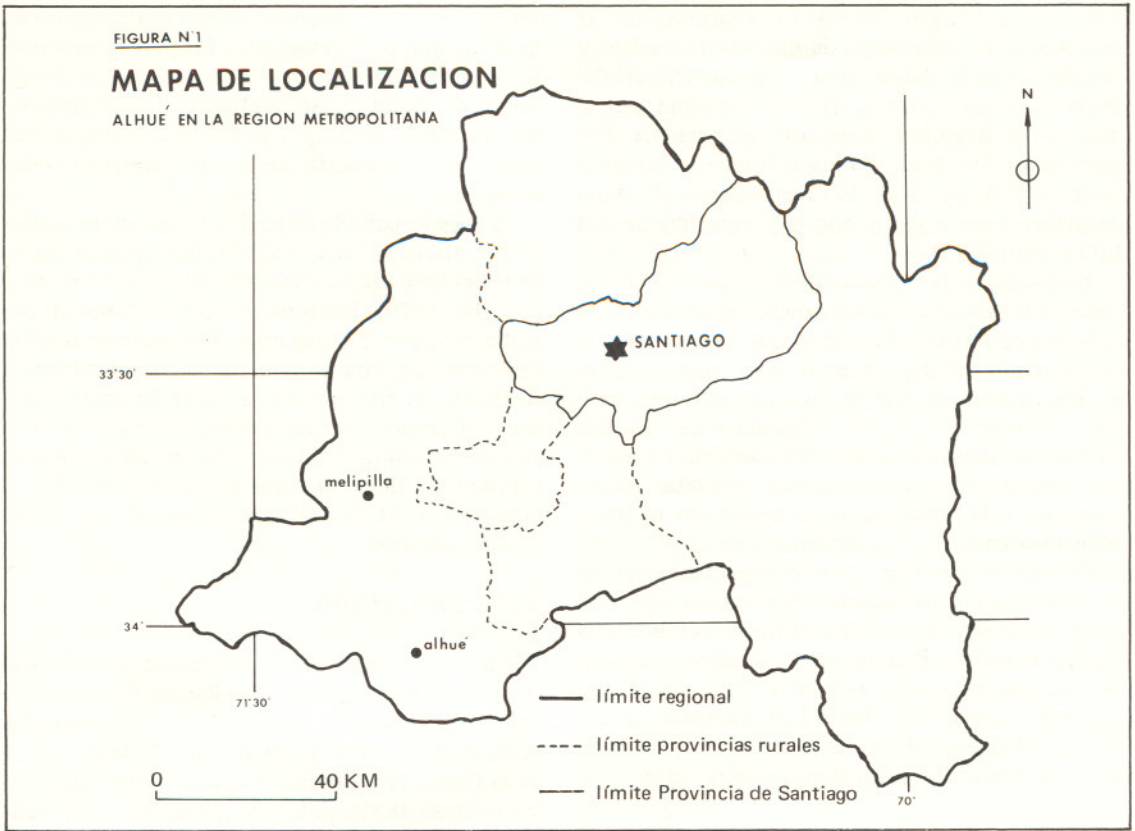 FIGURA N°1
MAPA DE LOCALIZACION
ALHUÉ EN LA REGION METROPOLITANA
N
SANTIAGO
33°30'
melipilla
34°
alhué
71°30'
límite regional
límite provincias rurales
límite Provincia de Santiago
0 40 KM
70°